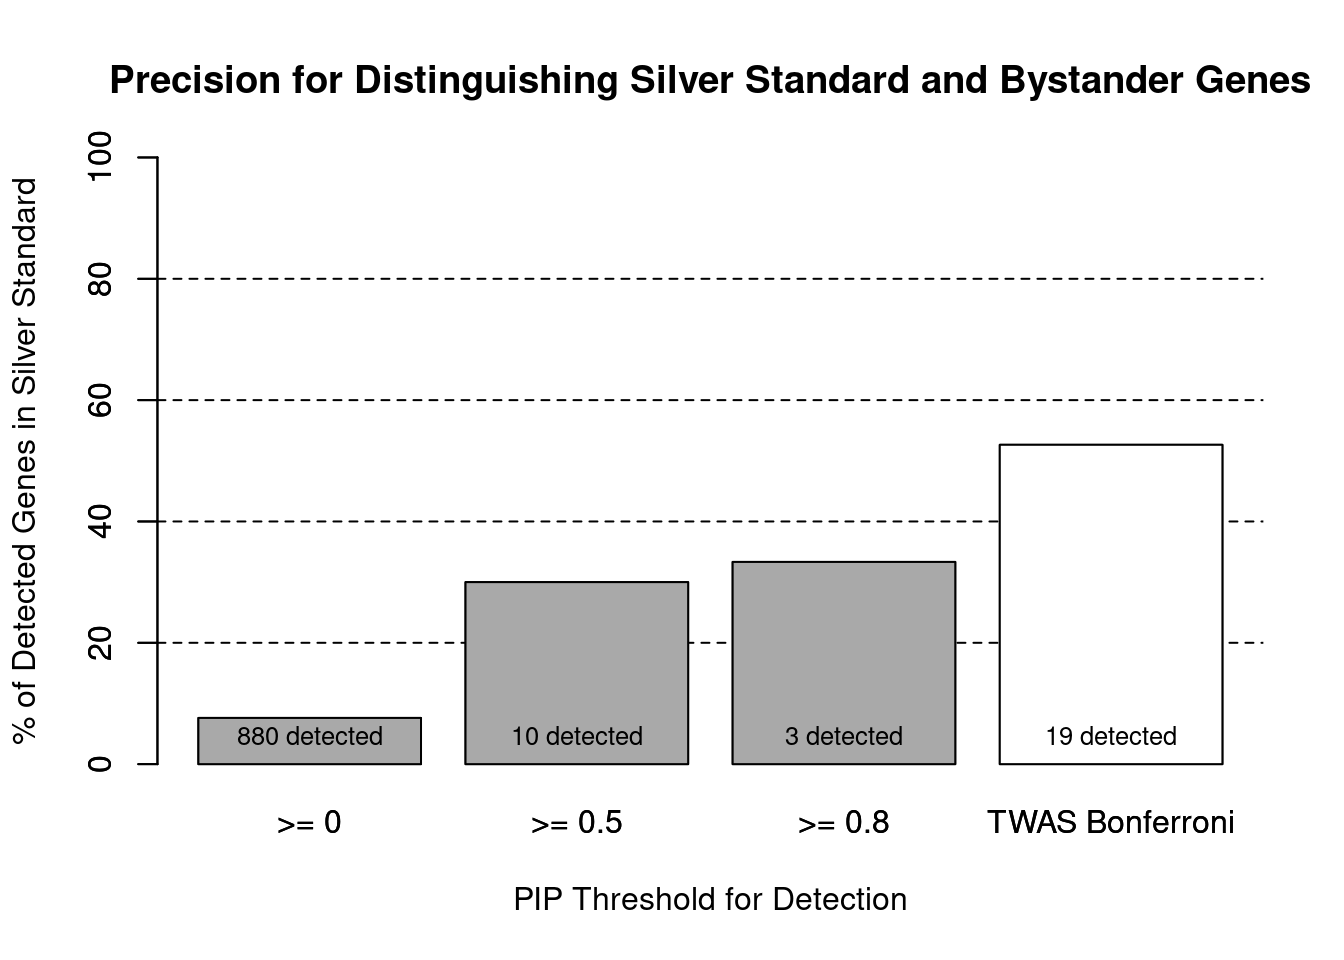 Precision for Distinguishing Silver Standard and Bystander Genes
% of Detected Genes in Silver Standard
100
80
60
40
20
0
880 detected
10 detected
3 detected
19 detected
>= 0
>= 0.5
>= 0.8
TWAS Bonferroni
PIP Threshold for Detection